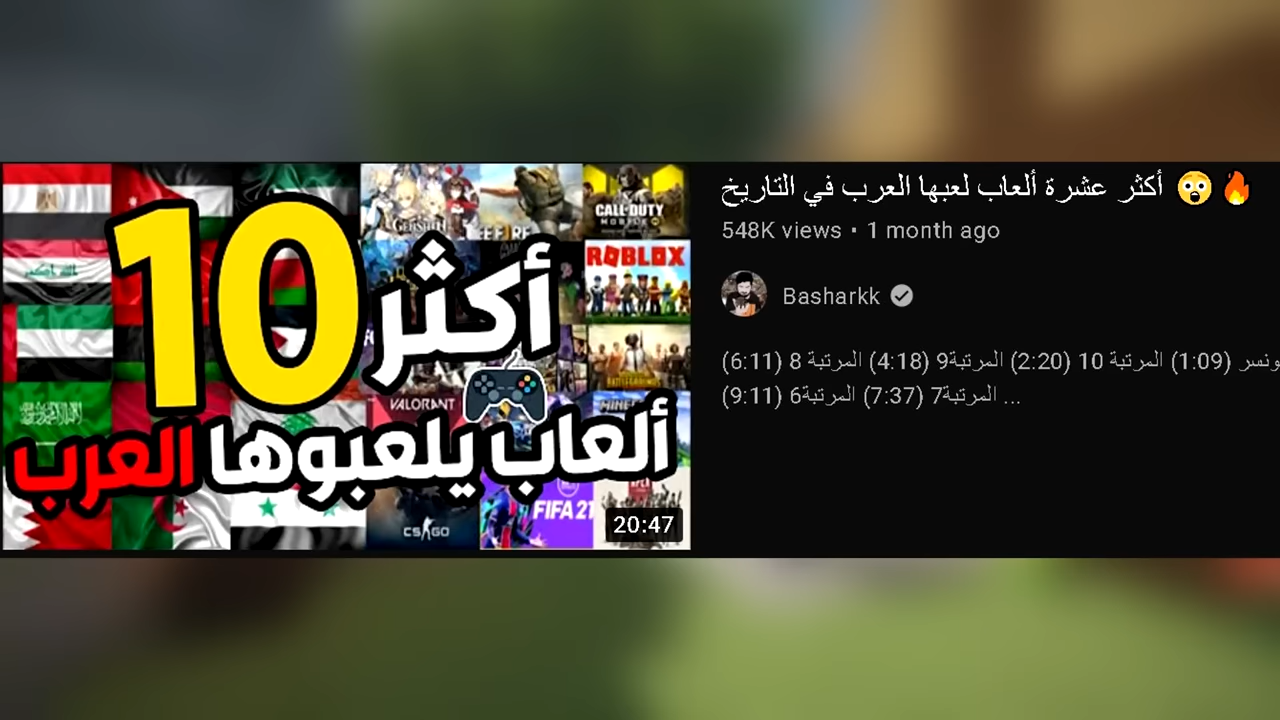 10
أكثر
ألعاب يلعبوها العرب
GENSHIN
FREE FIRE
CALL OF DUTY
MOBILE
ROBLOX
BATTLEGROUNDS
VALORANT
CS GO
FIFA 21
20:47
أكثر عشرة ألعاب لعبها العرب في التاريخ 😲🔥
548K views • 1 month ago
Basharkk
(1:09) المرتبة 10 (2:20) المرتبة9 (4:18) المرتبة 8 (6:11)
المرتبة7 (7:37) المرتبة6 (9:11) ...